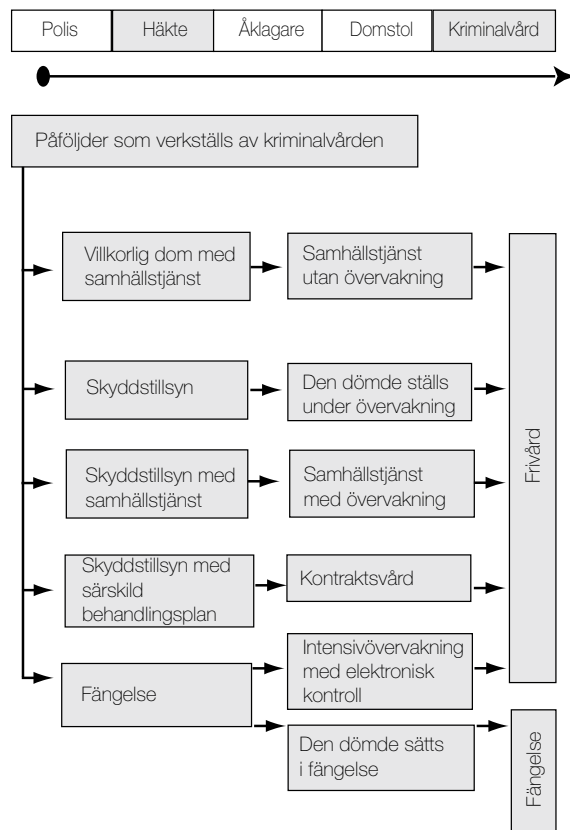 Polis Häkte Åklagare Domstol Kriminalvård
Påföljder som verkställs av kriminalvården
Villkorlig dom med
samhällstjänst
Samhällstjänst
utan övervakning
Skyddstillsyn
Den dömde ställs
under övervakning
Skyddstillsyn med
samhällstjänst
Samhällstjänst
med övervakning
Skyddstillsyn med
särskild
behandlingsplan
Kontraktsvård
Fängelse
Intensivövervakning
med elektronisk
kontroll
Den dömde sätts
i fängelse
Frivård
Fängelse